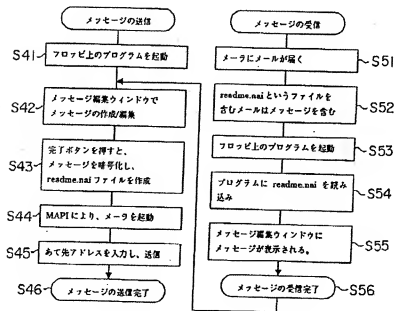 メッセージの送信
S41
フロッピ上のプログラムを起動
S42
メッセージ編集ウィンドウで
メッセージの作成/編集
S43
完了ボタンを押すと、
メッセージを暗号化し、
readme.nai ファイルを作成
S44
MAPIにより、メーラを起動
S45
あて先アドレスを入力し、送信
S46
メッセージの送信完了
メッセージの受信
メーラにメールが届く
S51
readme.naiというファイルを
含むメールはメッセージを含む
S52
フロッピ上のプログラムを起動
S53
プログラムに readme.nai を読み
込み
S54
メッセージ編集ウィンドウに
メッセージが表示される。
S55
メッセージの受信完了
S56